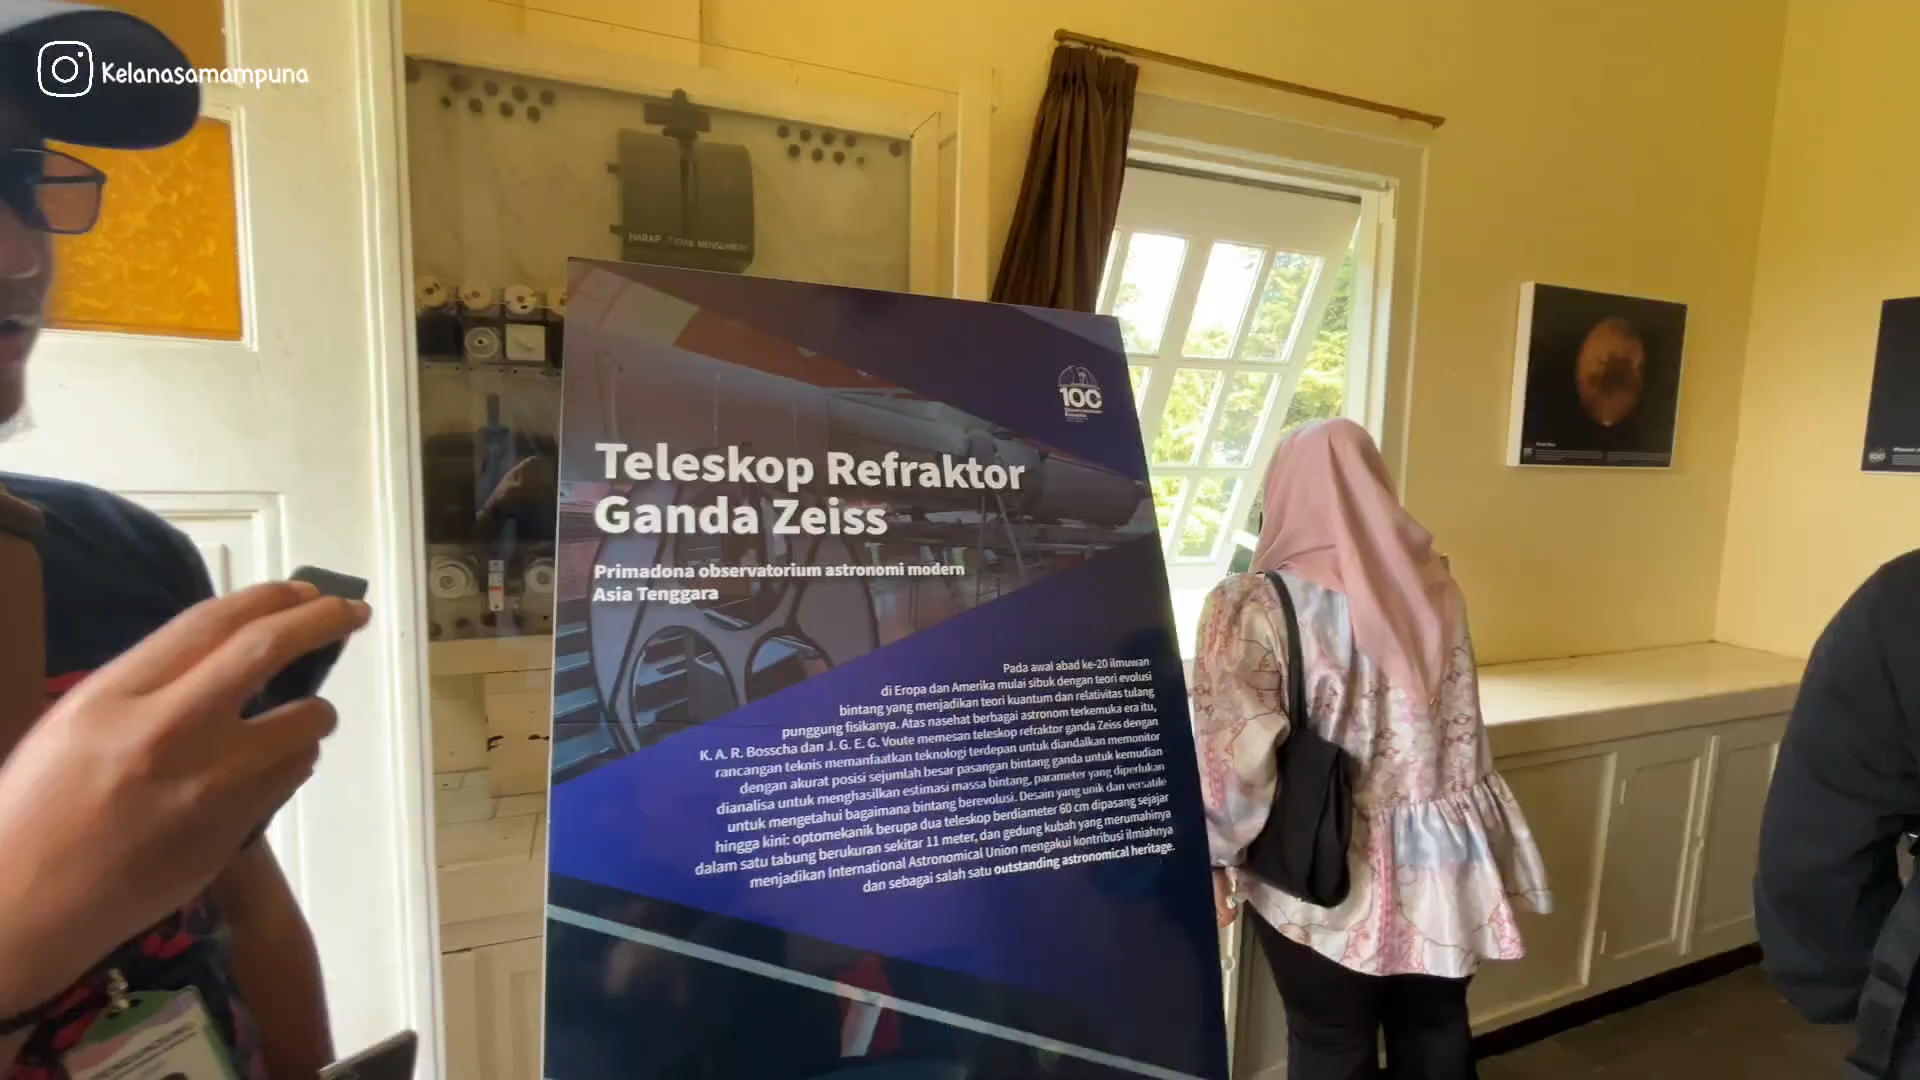 Kelanasamampuna
HARAP TIDAK MENGGANGGU
100
Teleskop Refraktor
Ganda Zeiss
Primadona observatorium astronomi modern
Asia Tenggara
Pada awal abad ke-20 ilmuwan
di Eropa dan Amerika mulai sibuk dengan teori evolusi
bintang yang menjadikan teori kuantum dan relativitas tulang
punggung fisikanya. Atas nasehat berbagai astronom terkemuka era itu,
K. A. R. Bosscha dan J. G. E. G. Voute memesan teleskop refraktor ganda Zeiss dengan
rancangan teknis memanfaatkan teknologi terdepan untuk diandalkan memonitor
dengan akurat posisi sejumlah besar pasangan bintang ganda untuk kemudian
dianalisa untuk menghasilkan estimasi massa bintang, parameter yang diperlukan
untuk mengetahui bagaimana bintang berevolusi. Desain yang unik dan versatile
hingga kini: optomekanik berupa dua teleskop berdiameter 60 cm dipasang sejajar
dalam satu tabung berukuran sekitar 11 meter, dan gedung kubah yang merumahinya
menjadikan International Astronomical Union mengakui kontribusi ilmiahnya
dan sebagai salah satu outstanding astronomical heritage.